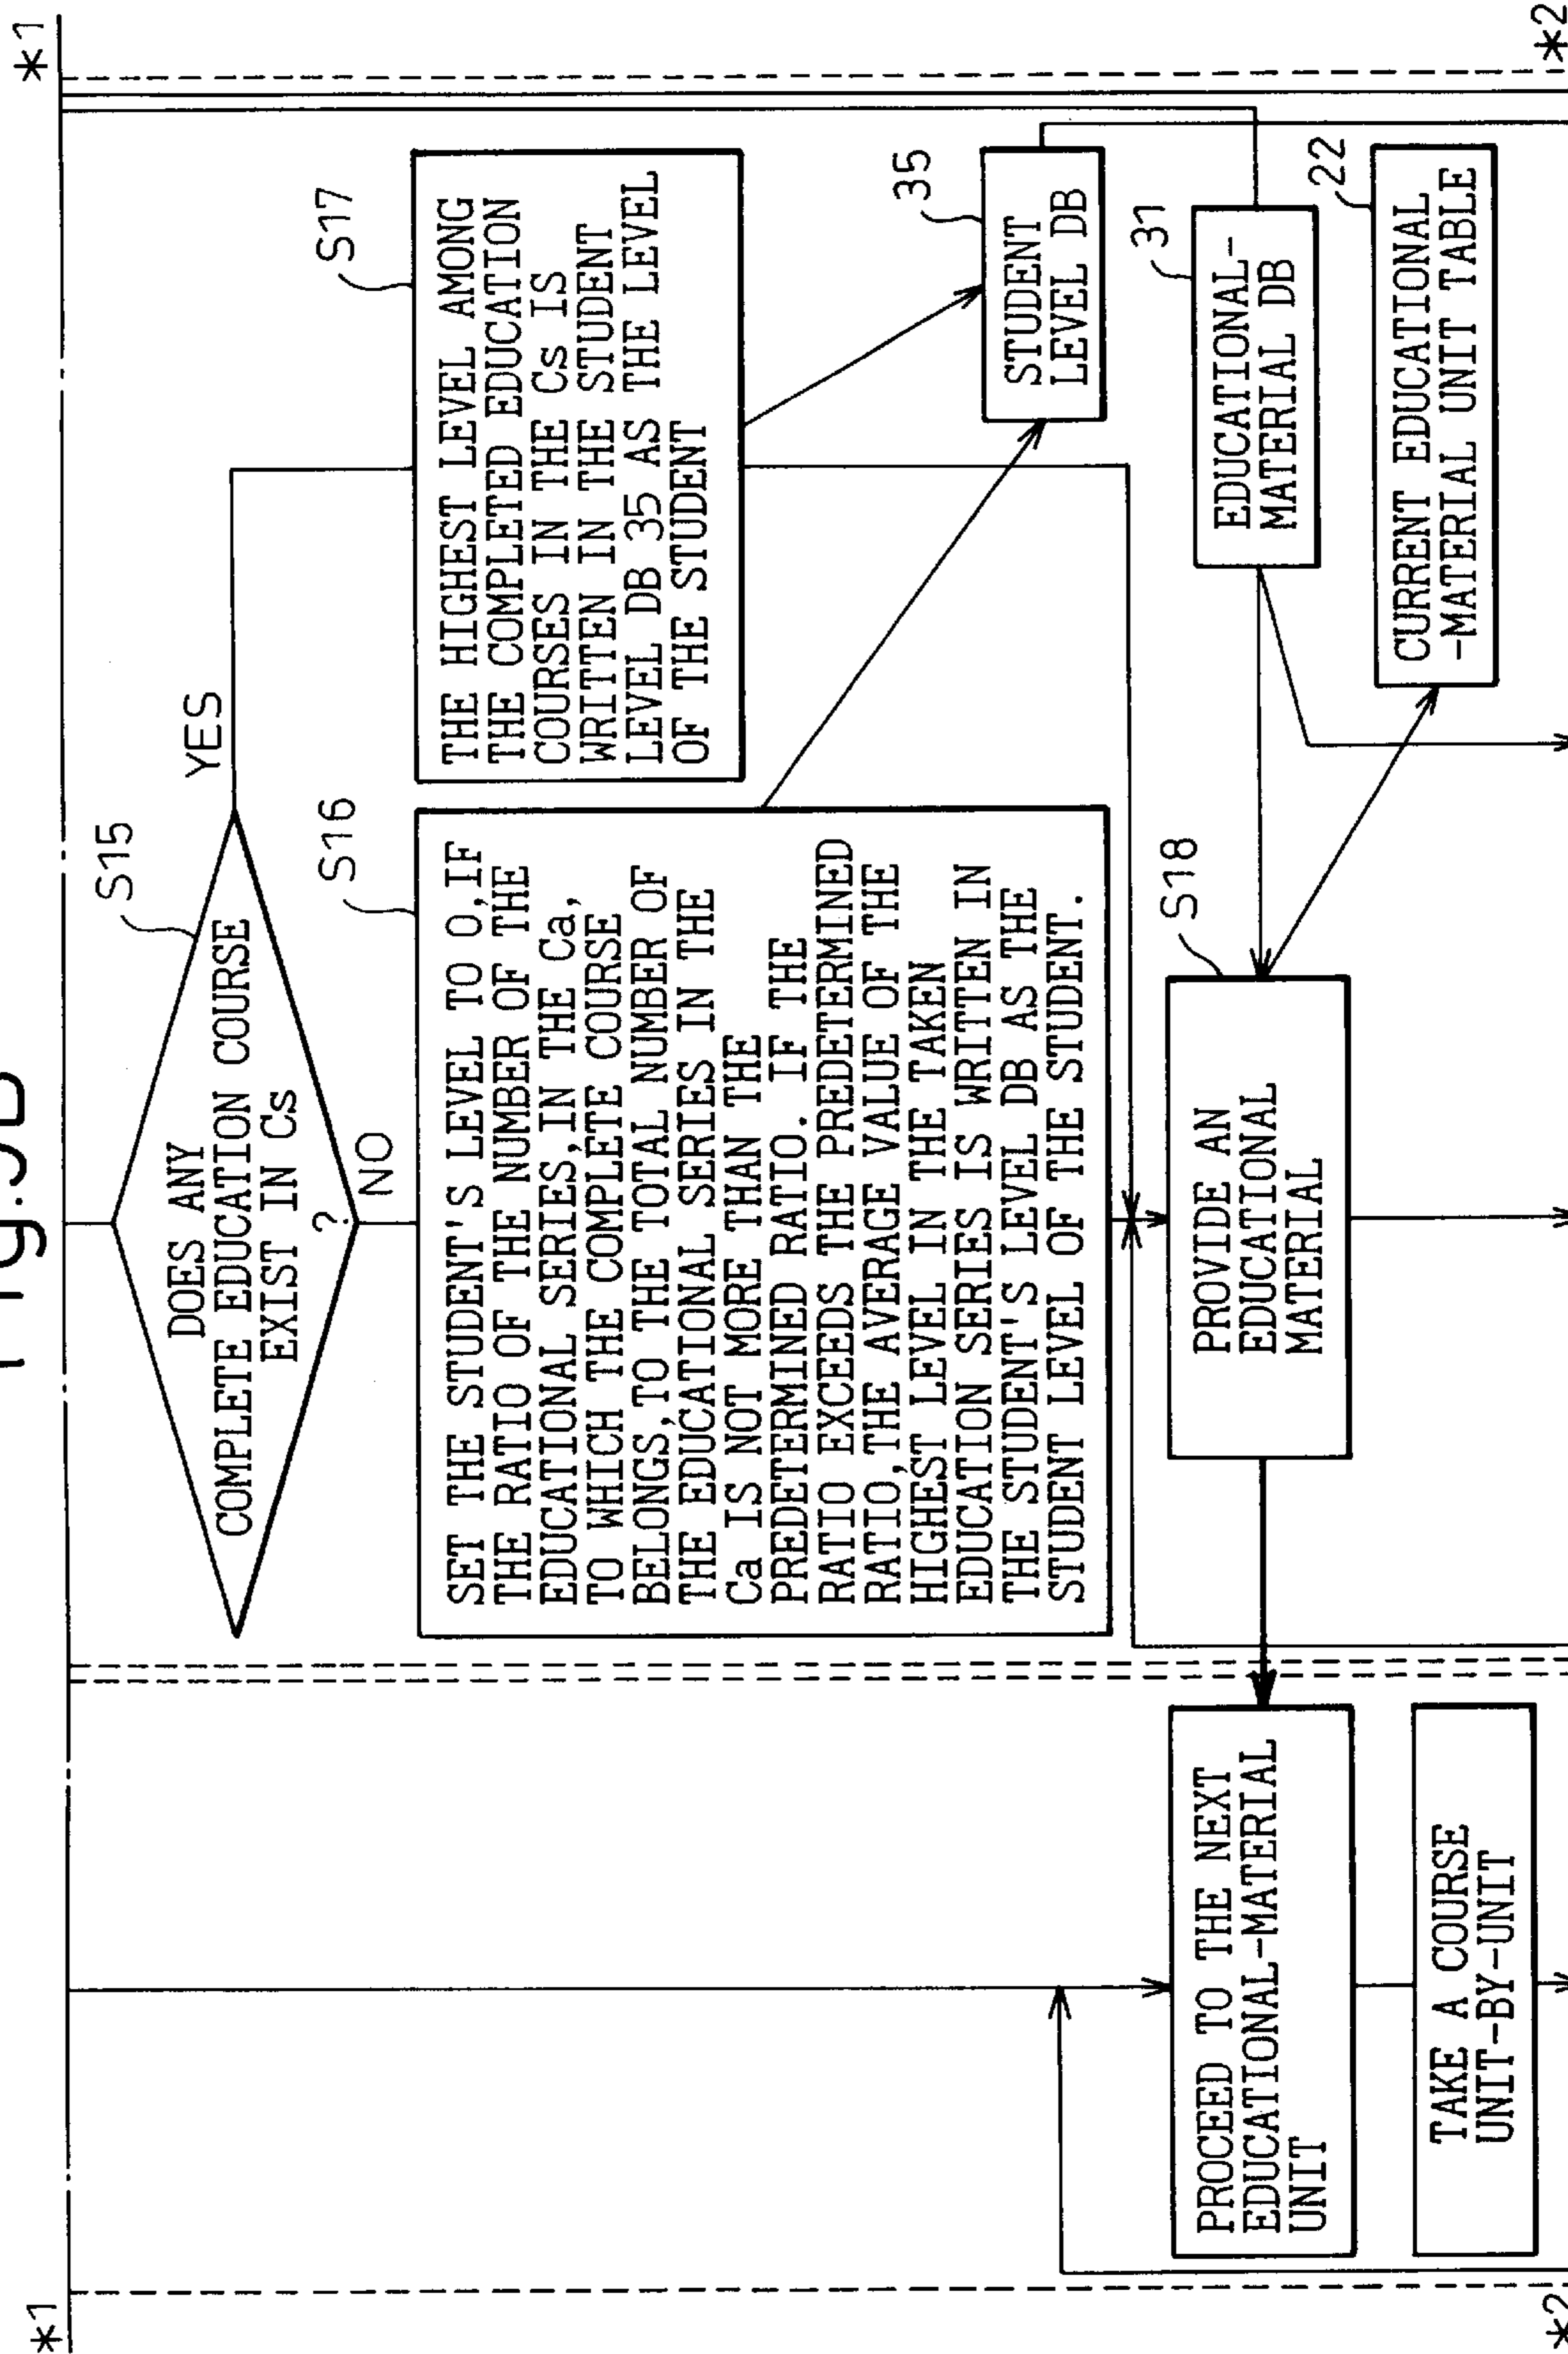 Fig.9B
*1
*1
S15
DOES ANY
COMPLETE EDUCATION COURSE
EXIST IN Cs
?
YES
NO
S16
SET THE STUDENT'S LEVEL TO 0,IF
THE RATIO OF THE NUMBER OF THE
EDUCATIONAL SERIES,IN THE Ca,
TO WHICH THE COMPLETE COURSE
BELONGS,TO THE TOTAL NUMBER OF
THE EDUCATIONAL SERIES IN THE
Ca IS NOT MORE THAN THE
PREDETERMINED RATIO. IF THE
RATIO EXCEEDS THE PREDETERMINED
RATIO,THE AVERAGE VALUE OF THE
HIGHEST LEVEL IN THE TAKEN
EDUCATION SERIES IS WRITTEN IN
THE STUDENT'S LEVEL DB AS THE
STUDENT LEVEL OF THE STUDENT.
S17
THE HIGHEST LEVEL AMONG
THE COMPLETED EDUCATION
COURSES IN THE Cs IS
WRITTEN IN THE STUDENT
LEVEL DB 35 AS THE LEVEL
OF THE STUDENT
35
STUDENT
LEVEL DB
31
EDUCATIONAL-
MATERIAL DB
22
CURRENT EDUCATIONAL
-MATERIAL UNIT TABLE
S18
PROVIDE AN
EDUCATIONAL
MATERIAL
PROCEED TO THE NEXT
EDUCATIONAL-MATERIAL
UNIT
TAKE A COURSE
UNIT-BY-UNIT
*2
*2